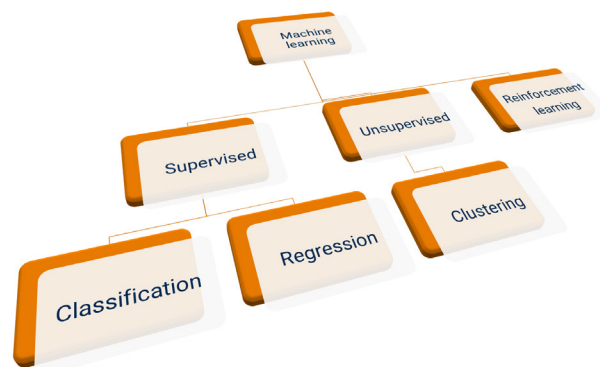 Machine
learning
Supervised
Unsupervised
Reinforcement
learning
Classification
Regression
Clustering